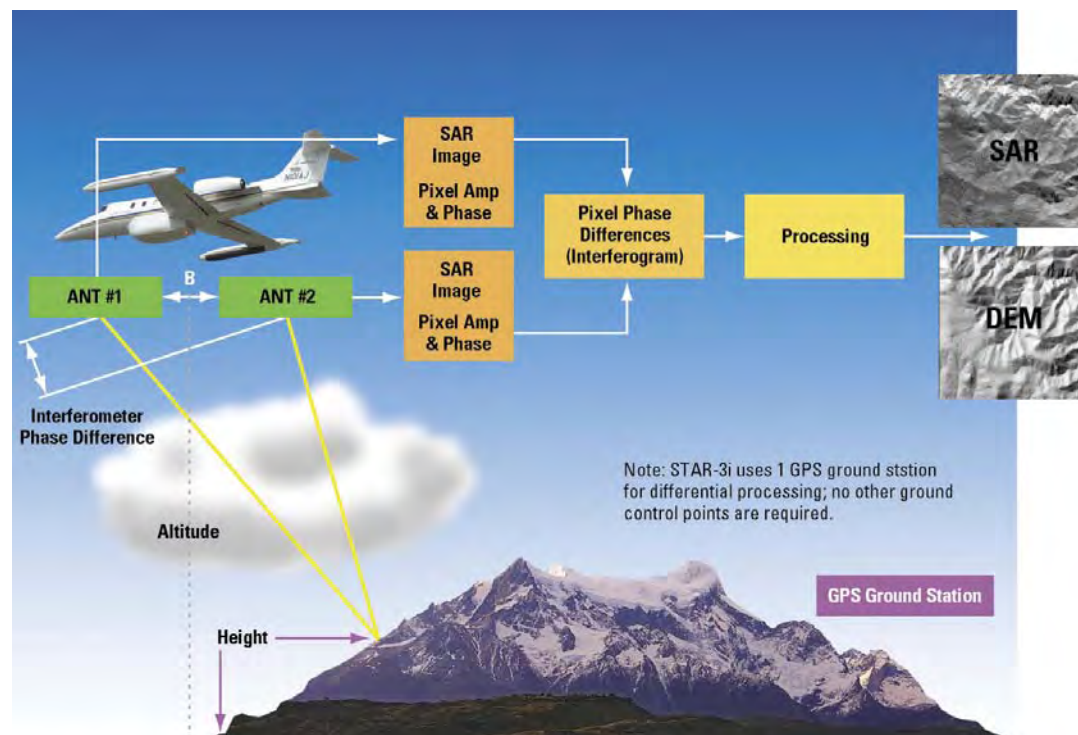 SAR
Image
Pixel Amp
& Phase
SAR
Image
Pixel Amp
& Phase
Pixel Phase
Differences
(Interferogram)
Processing
SAR
DEM
ANT #1
B
ANT #2
Interferometer
Phase Difference
Altitude
Note: STAR-3i uses 1 GPS ground ststion
for differential processing; no other ground
control points are required.
GPS Ground Station
Height